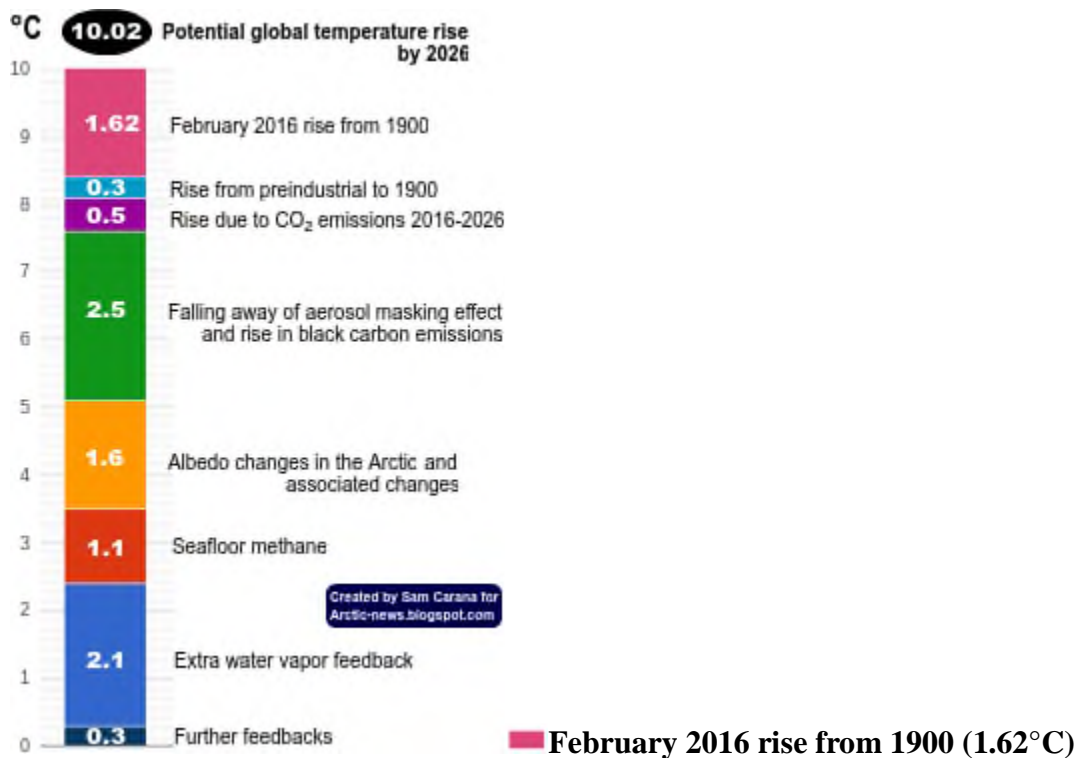 °C 10.02 Potential global temperature rise
by 2026
10
1.62 February 2016 rise from 1900
9
0.3 Rise from preindustrial to 1900
8
0.5 Rise due to CO₂ emissions 2016-2026
7
2.5 Falling away of aerosol masking effect
and rise in black carbon emissions
6
5
1.6 Albedo changes in the Arctic and
associated changes
4
3 1.1 Seafloor methane
Created by Sam Carana for
Arctic-news.blogspot.com
2
2.1 Extra water vapor feedback
1
0 0.3 Further feedbacks
February 2016 rise from 1900 (1.62°C)